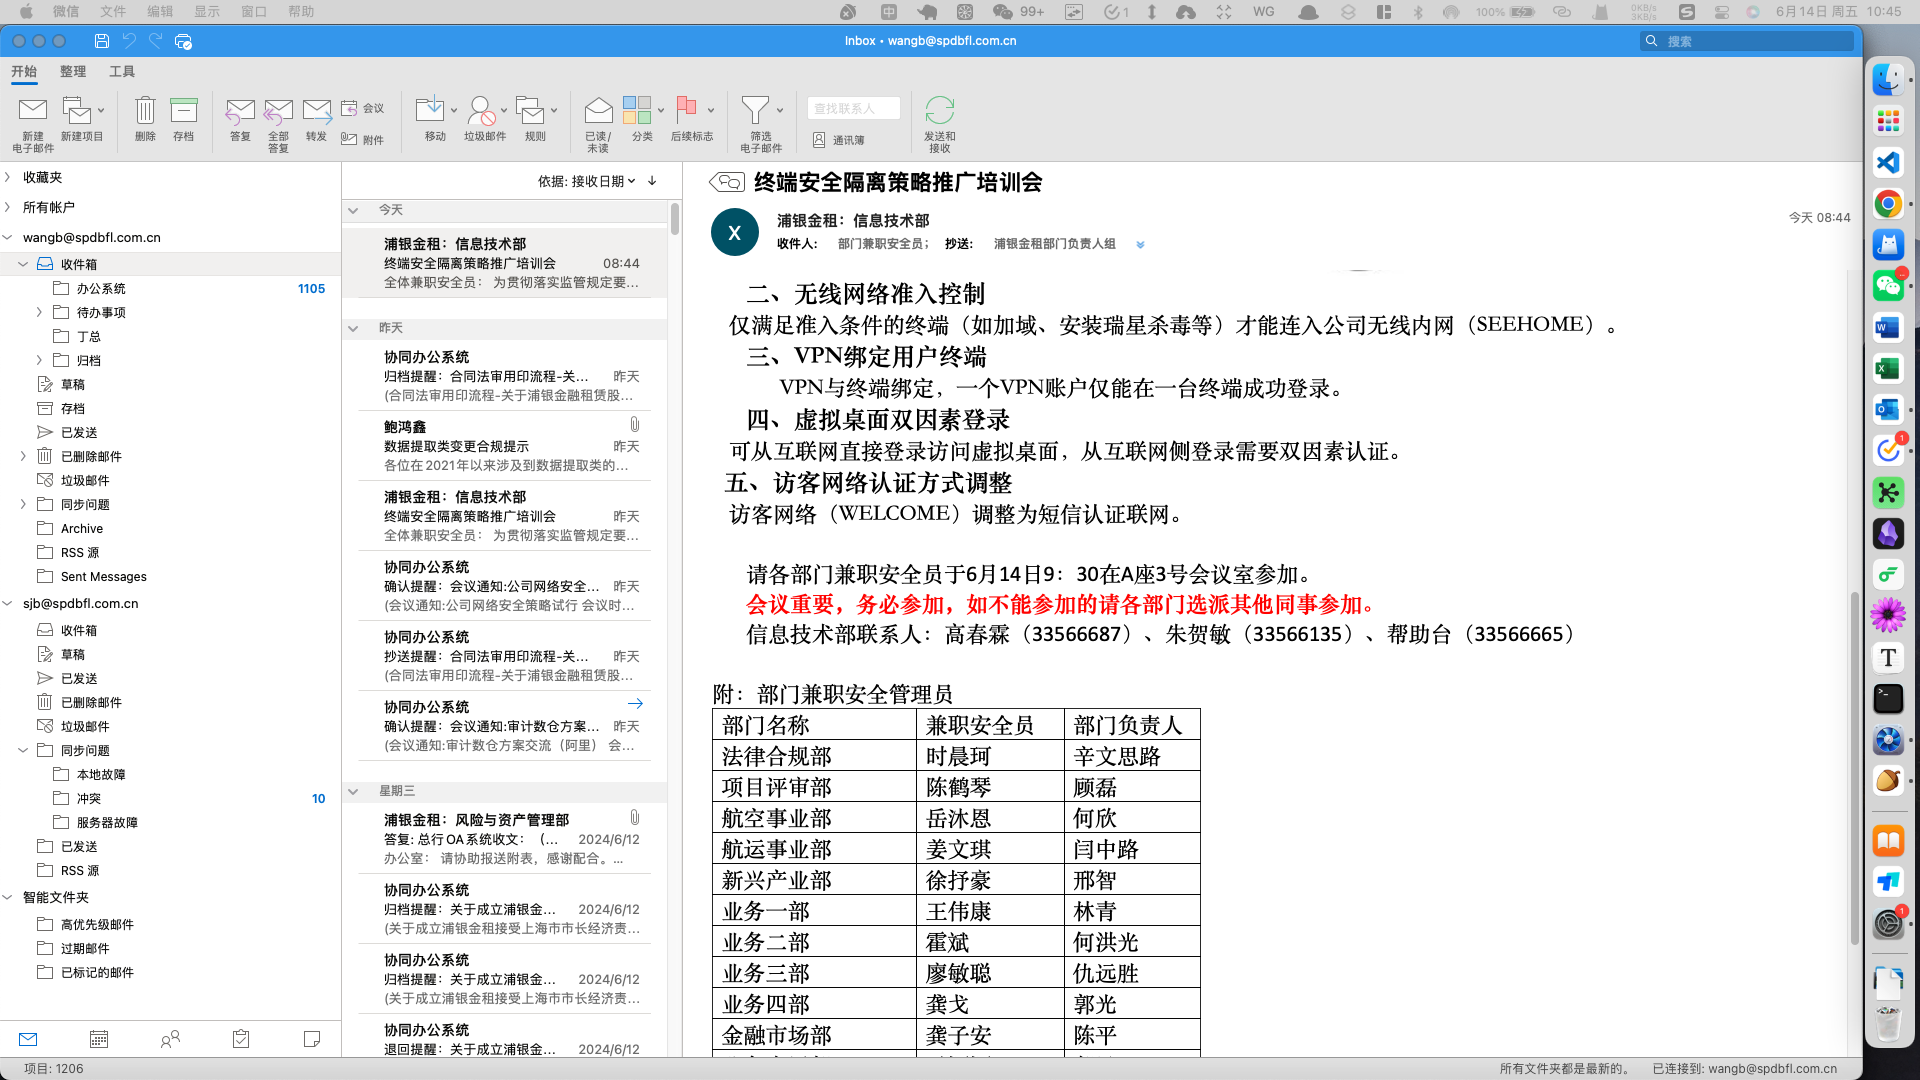 微信 文件 编辑 显示 窗口 帮助 99+ 1 WG 100% 0KB/s 3KB/s 6月14日 周五 10:45
Inbox • wangb@spdbfl.com.cn
搜索
开始 整理 工具
新建 电子邮件
新建项目
删除
存档
答复
全部 答复
转发
会议
附件
移动
垃圾邮件
规则
已读/ 未读
分类
后续标志
筛选 电子邮件
查找联系人
通讯簿
发送和 接收
收藏夹
所有帐户
wangb@spdbfl.com.cn
收件箱
办公系统 1105
待办事项
丁总
归档
草稿
存档
已发送
已删除邮件
垃圾邮件
同步问题
Archive
RSS 源
Sent Messages
sjb@spdbfl.com.cn
收件箱
草稿
已发送
已删除邮件
垃圾邮件
同步问题
本地故障
冲突 10
服务器故障
已发送
RSS 源
智能文件夹
高优先级邮件
过期邮件
已标记的邮件
依据: 接收日期
今天
浦银金租：信息技术部
终端安全隔离策略推广培训会 08:44
全体兼职安全员： 为贯彻落实监管规定要...
昨天
协同办公系统
归档提醒：合同法审用印流程-关... 昨天
(合同法审用印流程-关于浦银金融租赁股...
鲍鸿鑫
数据提取类变更合规提示 昨天
各位在2021年以来涉及到数据提取类的...
浦银金租：信息技术部
终端安全隔离策略推广培训会 昨天
全体兼职安全员： 为贯彻落实监管规定要...
协同办公系统
确认提醒：会议通知:公司网络安全... 昨天
(会议通知:公司网络安全策略试行 会议时...
协同办公系统
抄送提醒：合同法审用印流程-关... 昨天
(合同法审用印流程-关于浦银金融租赁股...
协同办公系统
确认提醒：会议通知:审计数仓方案... 昨天
(会议通知:审计数仓方案交流（阿里） 会...
星期三
浦银金租：风险与资产管理部
答复: 总行OA系统收文：（... 2024/6/12
办公室： 请协助报送附表，感谢配合。...
协同办公系统
归档提醒：关于成立浦银金... 2024/6/12
(关于成立浦银金租接受上海市市长经济责...
协同办公系统
归档提醒：关于成立浦银金... 2024/6/12
(关于成立浦银金租接受上海市市长经济责...
协同办公系统
退回提醒：关于成立浦银金... 2024/6/12
终端安全隔离策略推广培训会
X
浦银金租：信息技术部
收件人： 部门兼职安全员； 抄送： 浦银金租部门负责人组
今天 08:44
二、无线网络准入控制
仅满足准入条件的终端（如加域、安装瑞星杀毒等）才能连入公司无线内网（SEEHOME）。
三、VPN绑定用户终端
VPN与终端绑定，一个VPN账户仅能在一台终端成功登录。
四、虚拟桌面双因素登录
可从互联网直接登录访问虚拟桌面，从互联网侧登录需要双因素认证。
五、访客网络认证方式调整
访客网络（WELCOME）调整为短信认证联网。
请各部门兼职安全员于6月14日9：30在A座3号会议室参加。
会议重要，务必参加，如不能参加的请各部门选派其他同事参加。
信息技术部联系人：高春霖（33566687）、朱贺敏（33566135）、帮助台（33566665）
附：部门兼职安全管理员
部门名称 兼职安全员 部门负责人
法律合规部 时晨珂 辛文思路
项目评审部 陈鹤琴 顾磊
航空事业部 岳沐恩 何欣
航运事业部 姜文琪 闫中路
新兴产业部 徐抒豪 邢智
业务一部 王伟康 林青
业务二部 霍斌 何洪光
业务三部 廖敏聪 仇远胜
业务四部 龚戈 郭光
金融市场部 龚子安 陈平
项目: 1206
所有文件夹都是最新的。 已连接到: wangb@spdbfl.com.cn